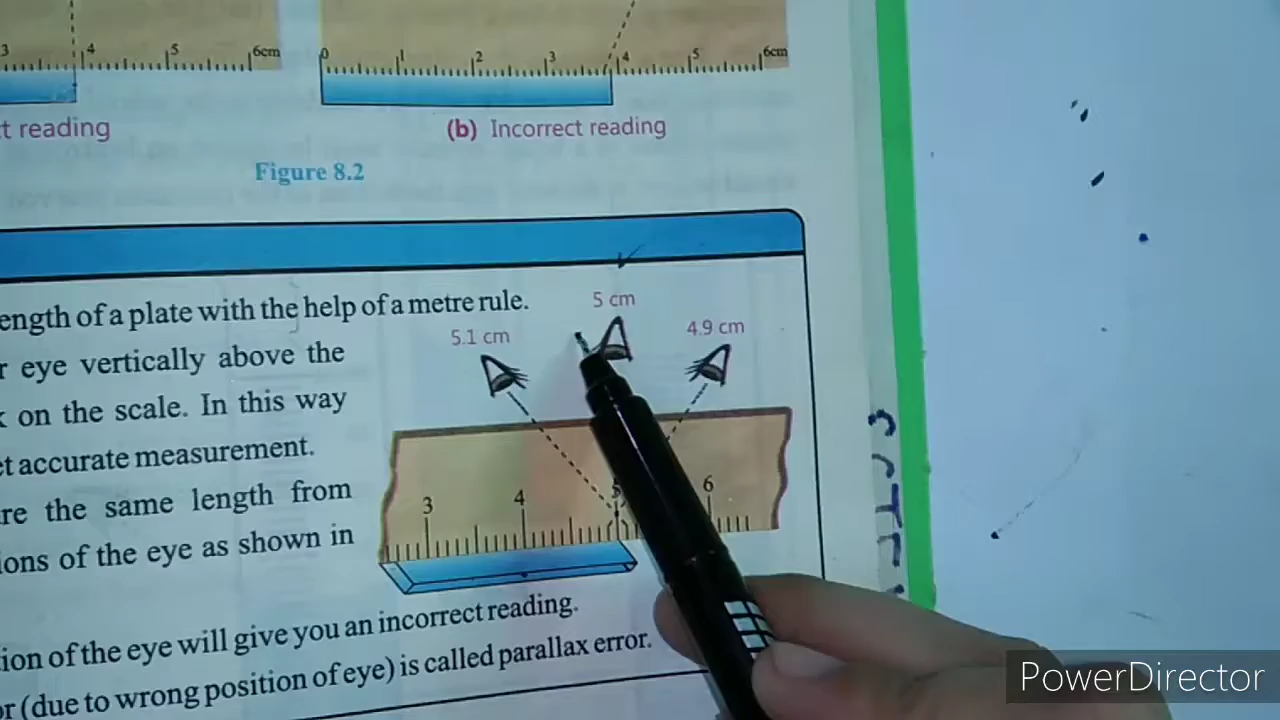 3 4 5 6cm
0 1 2 3 4 5 6cm
t reading
(b) Incorrect reading
Figure 8.2
ength of a plate with the help of a metre rule.
r eye vertically above the
k on the scale. In this way
et accurate measurement.
re the same length from
ions of the eye as shown in
5.1 cm
5 cm
4.9 cm
3 4 5 6
tion of the eye will give you an incorrect reading.
or (due to wrong position of eye) is called parallax error.
PowerDirector